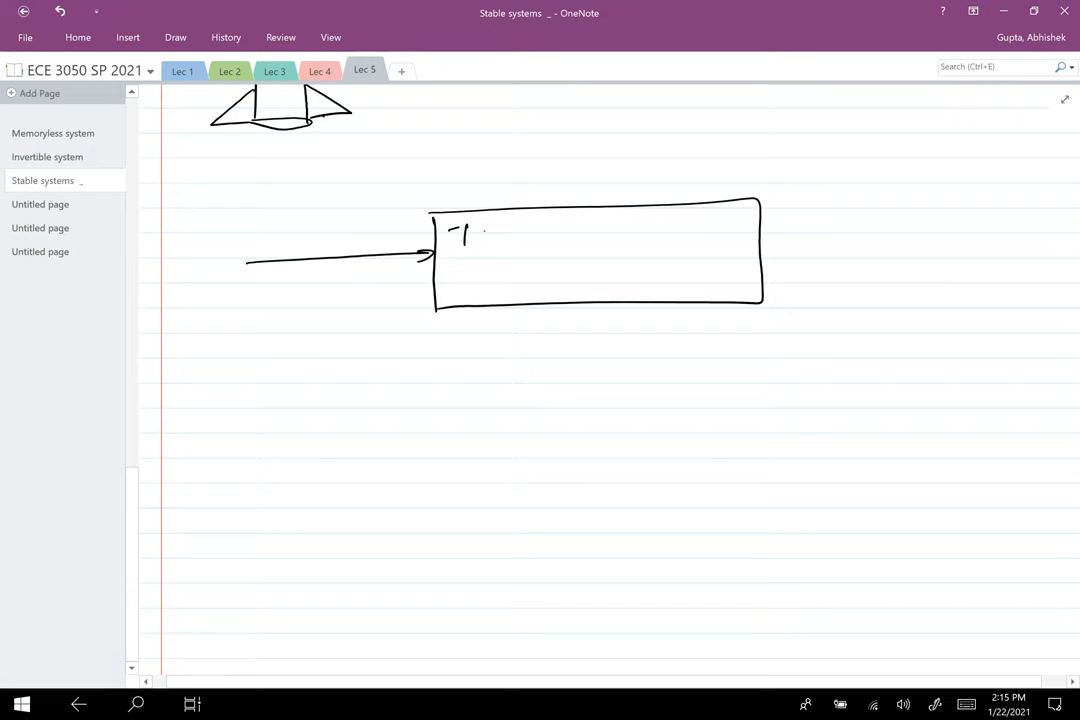 Stable systems _ - OneNote
File Home Insert Draw History Review View
Gupta, Abhishek
ECE 3050 SP 2021
Lec 1 Lec 2 Lec 3 Lec 4 Lec 5
Search (Ctrl+E)
Add Page
Memoryless system
Invertible system
Stable systems _
Untitled page
Untitled page
Untitled page
2:15 PM
1/22/2021